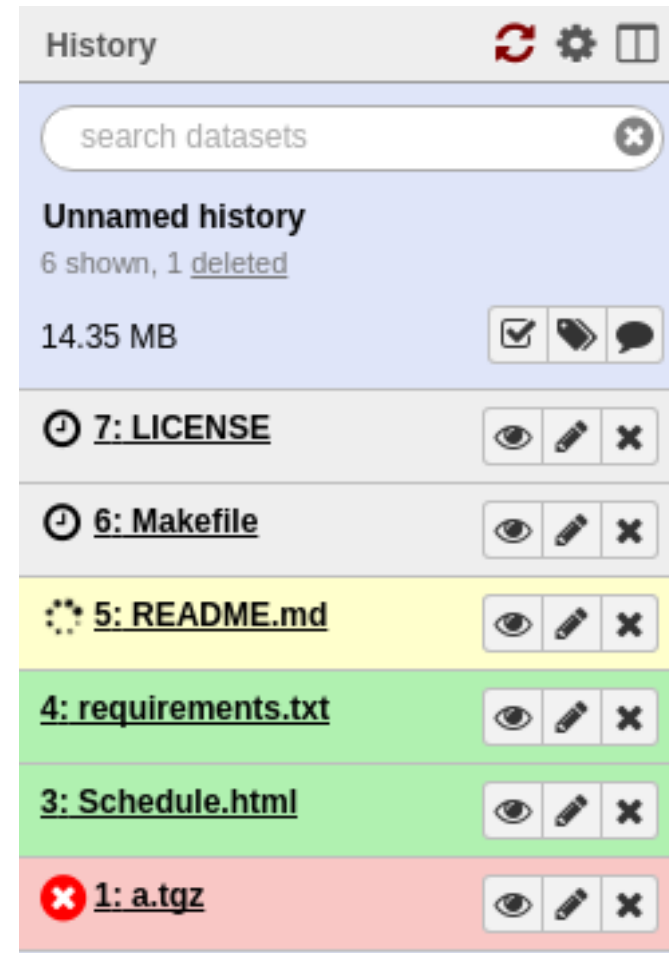 History
search datasets
Unnamed history
6 shown, 1 deleted
14.35 MB
7: LICENSE
6: Makefile
5: README.md
4: requirements.txt
3: Schedule.html
1: a.tgz